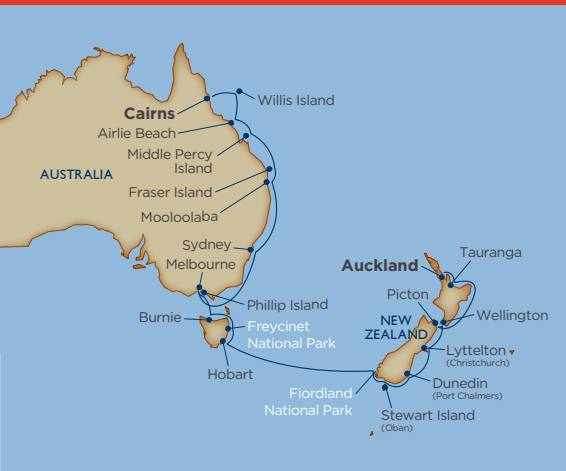 Willis Island
Cairns
Airlie Beach
Middle Percy
Island
AUSTRALIA
Fraser Island
Mooloolaba
Sydney
Melbourne
Phillip Island
Burnie
Freycinet
National Park
Hobart
Tauranga
Auckland
Picton
Wellington
NEW
ZEALAND
Lyttelton
(Christchurch)
Dunedin
(Port Chalmers)
Fiordland
National Park
Stewart Island
(Oban)